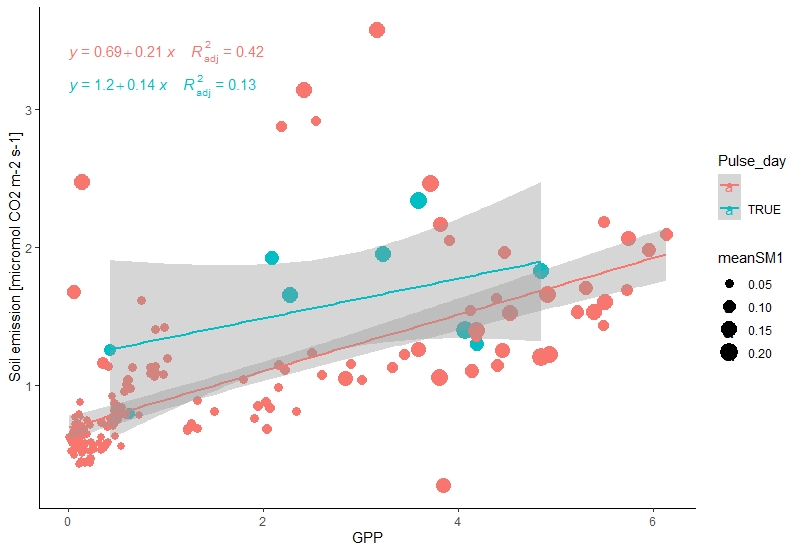 y = 0.69+0.21 x R²adj = 0.42
y = 1.2+0.14 x R²adj = 0.13
Soil emission [micromol CO2 m-2 s-1]
3
2
1
0 2 4 6
GPP
Pulse_day
a
a TRUE
meanSM1
0.05
0.10
0.15
0.20